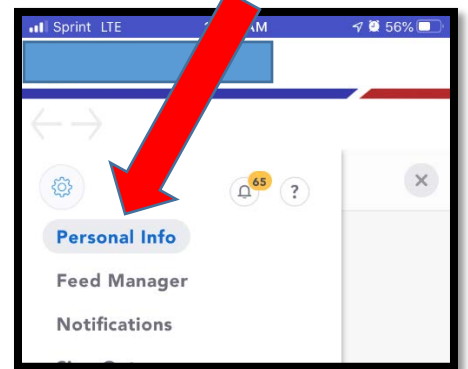 Sprint LTE
56%
65
?
Personal Info
Feed Manager
Notifications